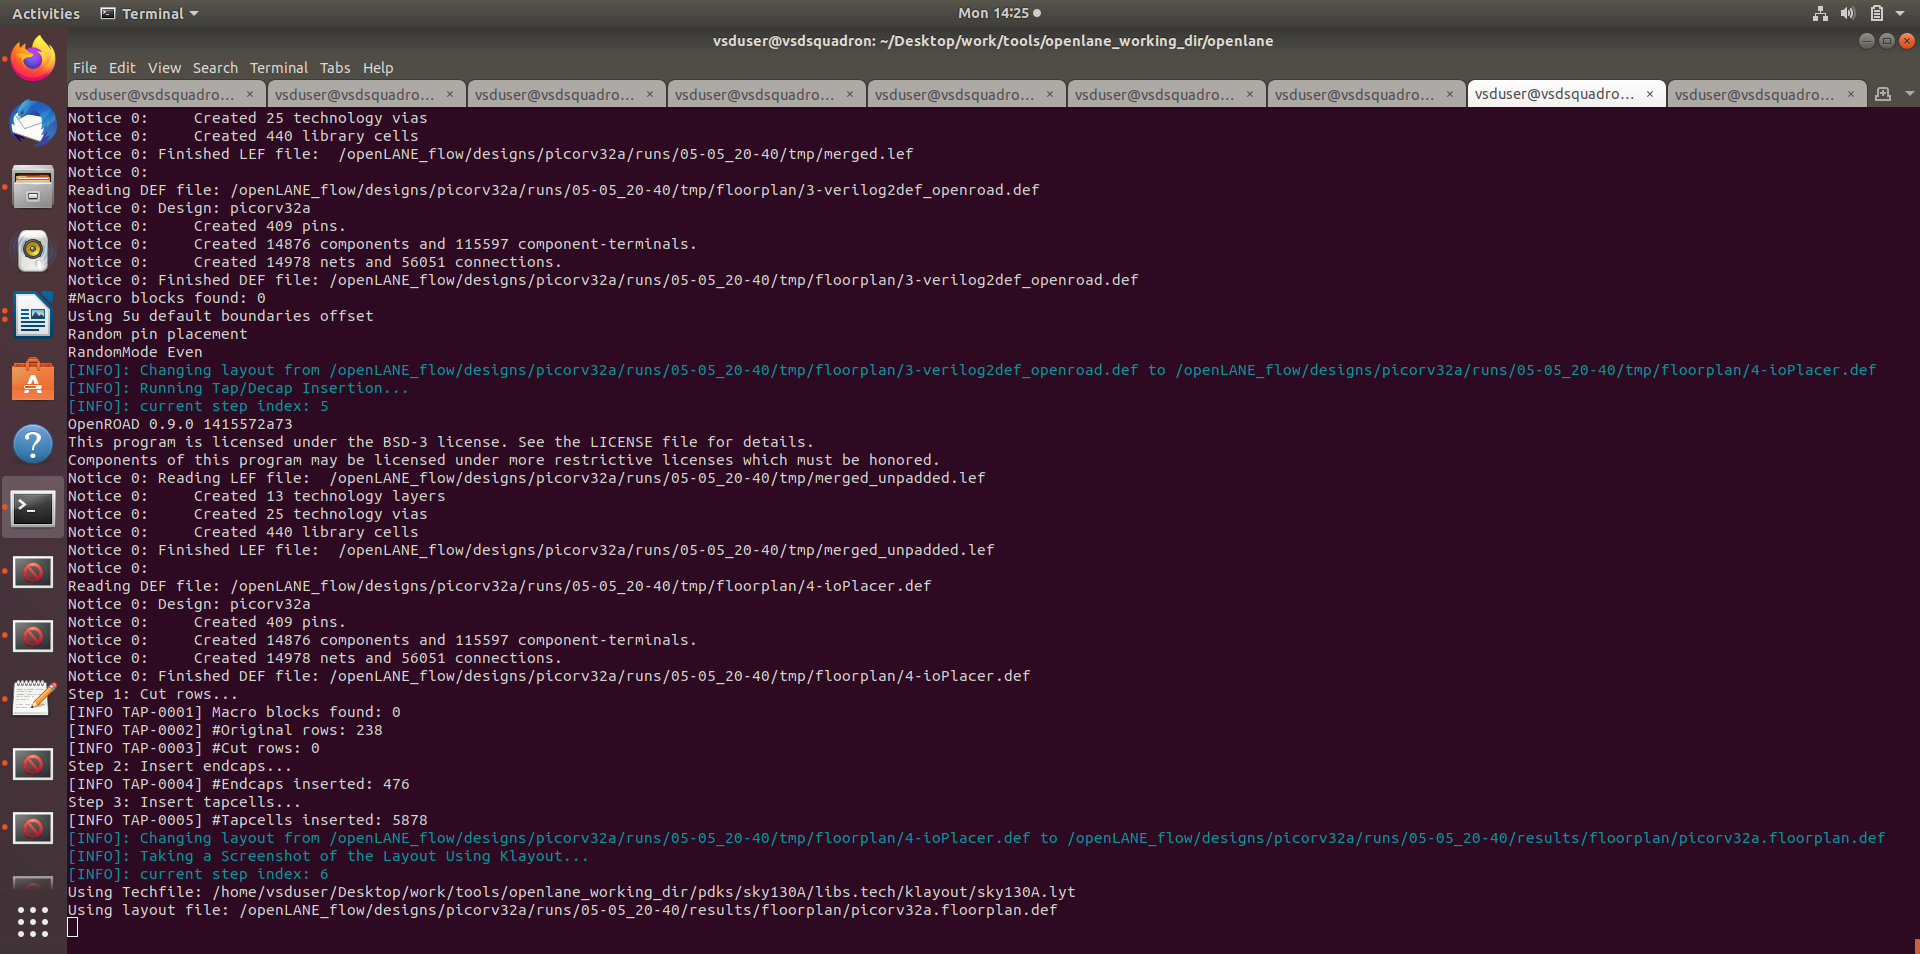 Activities Terminal Mon 14:25
vsduser@vsdsquadron: ~/Desktop/work/tools/openlane_working_dir/openlane
File Edit View Search Terminal Tabs Help
vsduser@vsdsquadro... × vsduser@vsdsquadro... × vsduser@vsdsquadro... × vsduser@vsdsquadro... × vsduser@vsdsquadro... × vsduser@vsdsquadro... × vsduser@vsdsquadro... × vsduser@vsdsquadro... × vsduser@vsdsquadro... ×
Notice 0:     Created 25 technology vias
Notice 0:     Created 440 library cells
Notice 0: Finished LEF file:  /openLANE_flow/designs/picorv32a/runs/05-05_20-40/tmp/merged.lef
Notice 0:
Reading DEF file: /openLANE_flow/designs/picorv32a/runs/05-05_20-40/tmp/floorplan/3-verilog2def_openroad.def
Notice 0: Design: picorv32a
Notice 0:     Created 409 pins.
Notice 0:     Created 14876 components and 115597 component-terminals.
Notice 0:     Created 14978 nets and 56051 connections.
Notice 0: Finished DEF file: /openLANE_flow/designs/picorv32a/runs/05-05_20-40/tmp/floorplan/3-verilog2def_openroad.def
#Macro blocks found: 0
Using 5u default boundaries offset
Random pin placement
RandomMode Even
[INFO]: Changing layout from /openLANE_flow/designs/picorv32a/runs/05-05_20-40/tmp/floorplan/3-verilog2def_openroad.def to /openLANE_flow/designs/picorv32a/runs/05-05_20-40/tmp/floorplan/4-ioPlacer.def
[INFO]: Running Tap/Decap Insertion...
[INFO]: current step index: 5
OpenROAD 0.9.0 1415572a73
This program is licensed under the BSD-3 license. See the LICENSE file for details.
Components of this program may be licensed under more restrictive licenses which must be honored.
Notice 0: Reading LEF file:  /openLANE_flow/designs/picorv32a/runs/05-05_20-40/tmp/merged_unpadded.lef
Notice 0:     Created 13 technology layers
Notice 0:     Created 25 technology vias
Notice 0:     Created 440 library cells
Notice 0: Finished LEF file:  /openLANE_flow/designs/picorv32a/runs/05-05_20-40/tmp/merged_unpadded.lef
Notice 0:
Reading DEF file: /openLANE_flow/designs/picorv32a/runs/05-05_20-40/tmp/floorplan/4-ioPlacer.def
Notice 0: Design: picorv32a
Notice 0:     Created 409 pins.
Notice 0:     Created 14876 components and 115597 component-terminals.
Notice 0:     Created 14978 nets and 56051 connections.
Notice 0: Finished DEF file: /openLANE_flow/designs/picorv32a/runs/05-05_20-40/tmp/floorplan/4-ioPlacer.def
Step 1: Cut rows...
[INFO TAP-0001] Macro blocks found: 0
[INFO TAP-0002] #Original rows: 238
[INFO TAP-0003] #Cut rows: 0
Step 2: Insert endcaps...
[INFO TAP-0004] #Endcaps inserted: 476
Step 3: Insert tapcells...
[INFO TAP-0005] #Tapcells inserted: 5878
[INFO]: Changing layout from /openLANE_flow/designs/picorv32a/runs/05-05_20-40/tmp/floorplan/4-ioPlacer.def to /openLANE_flow/designs/picorv32a/runs/05-05_20-40/results/floorplan/picorv32a.floorplan.def
[INFO]: Taking a Screenshot of the Layout Using Klayout...
[INFO]: current step index: 6
Using Techfile: /home/vsduser/Desktop/work/tools/openlane_working_dir/pdks/sky130A/libs.tech/klayout/sky130A.lyt
Using layout file: /openLANE_flow/designs/picorv32a/runs/05-05_20-40/results/floorplan/picorv32a.floorplan.def